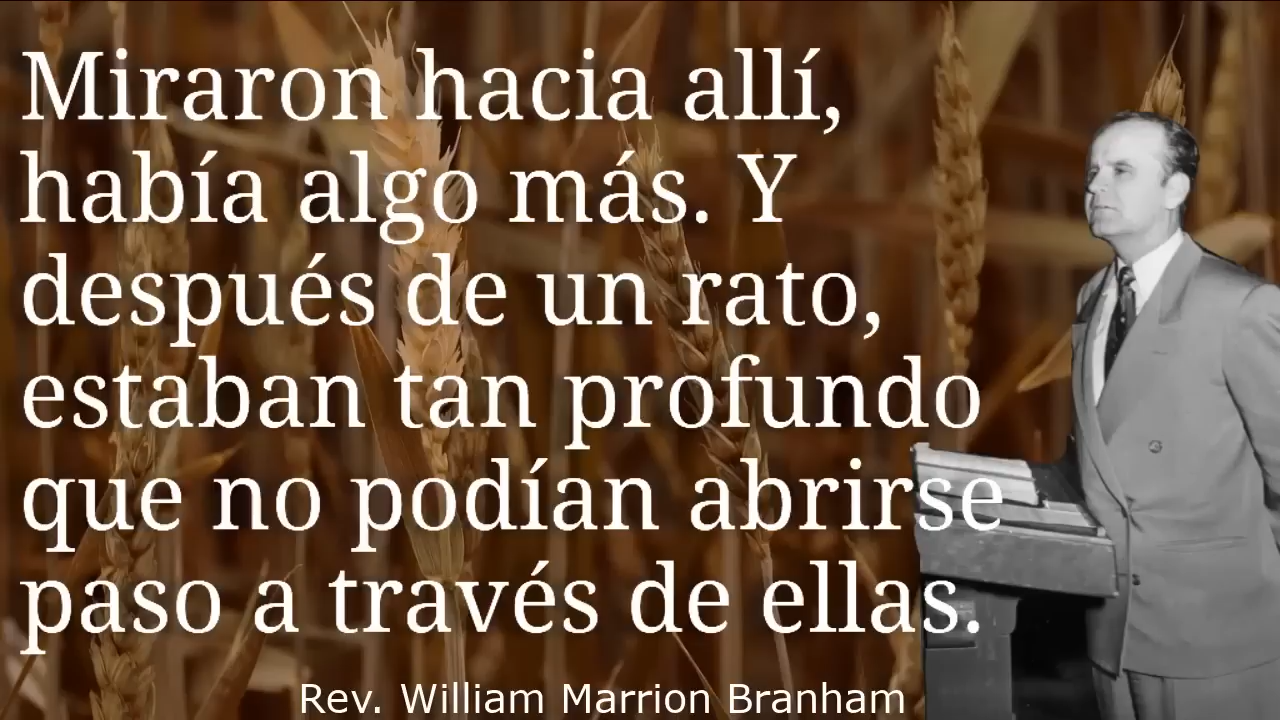 Miraron hacia allí,
había algo más. Y
después de un rato,
estaban tan profundo
que no podían abrirse
paso a través de ellas.
Rev. William Marrion Branham